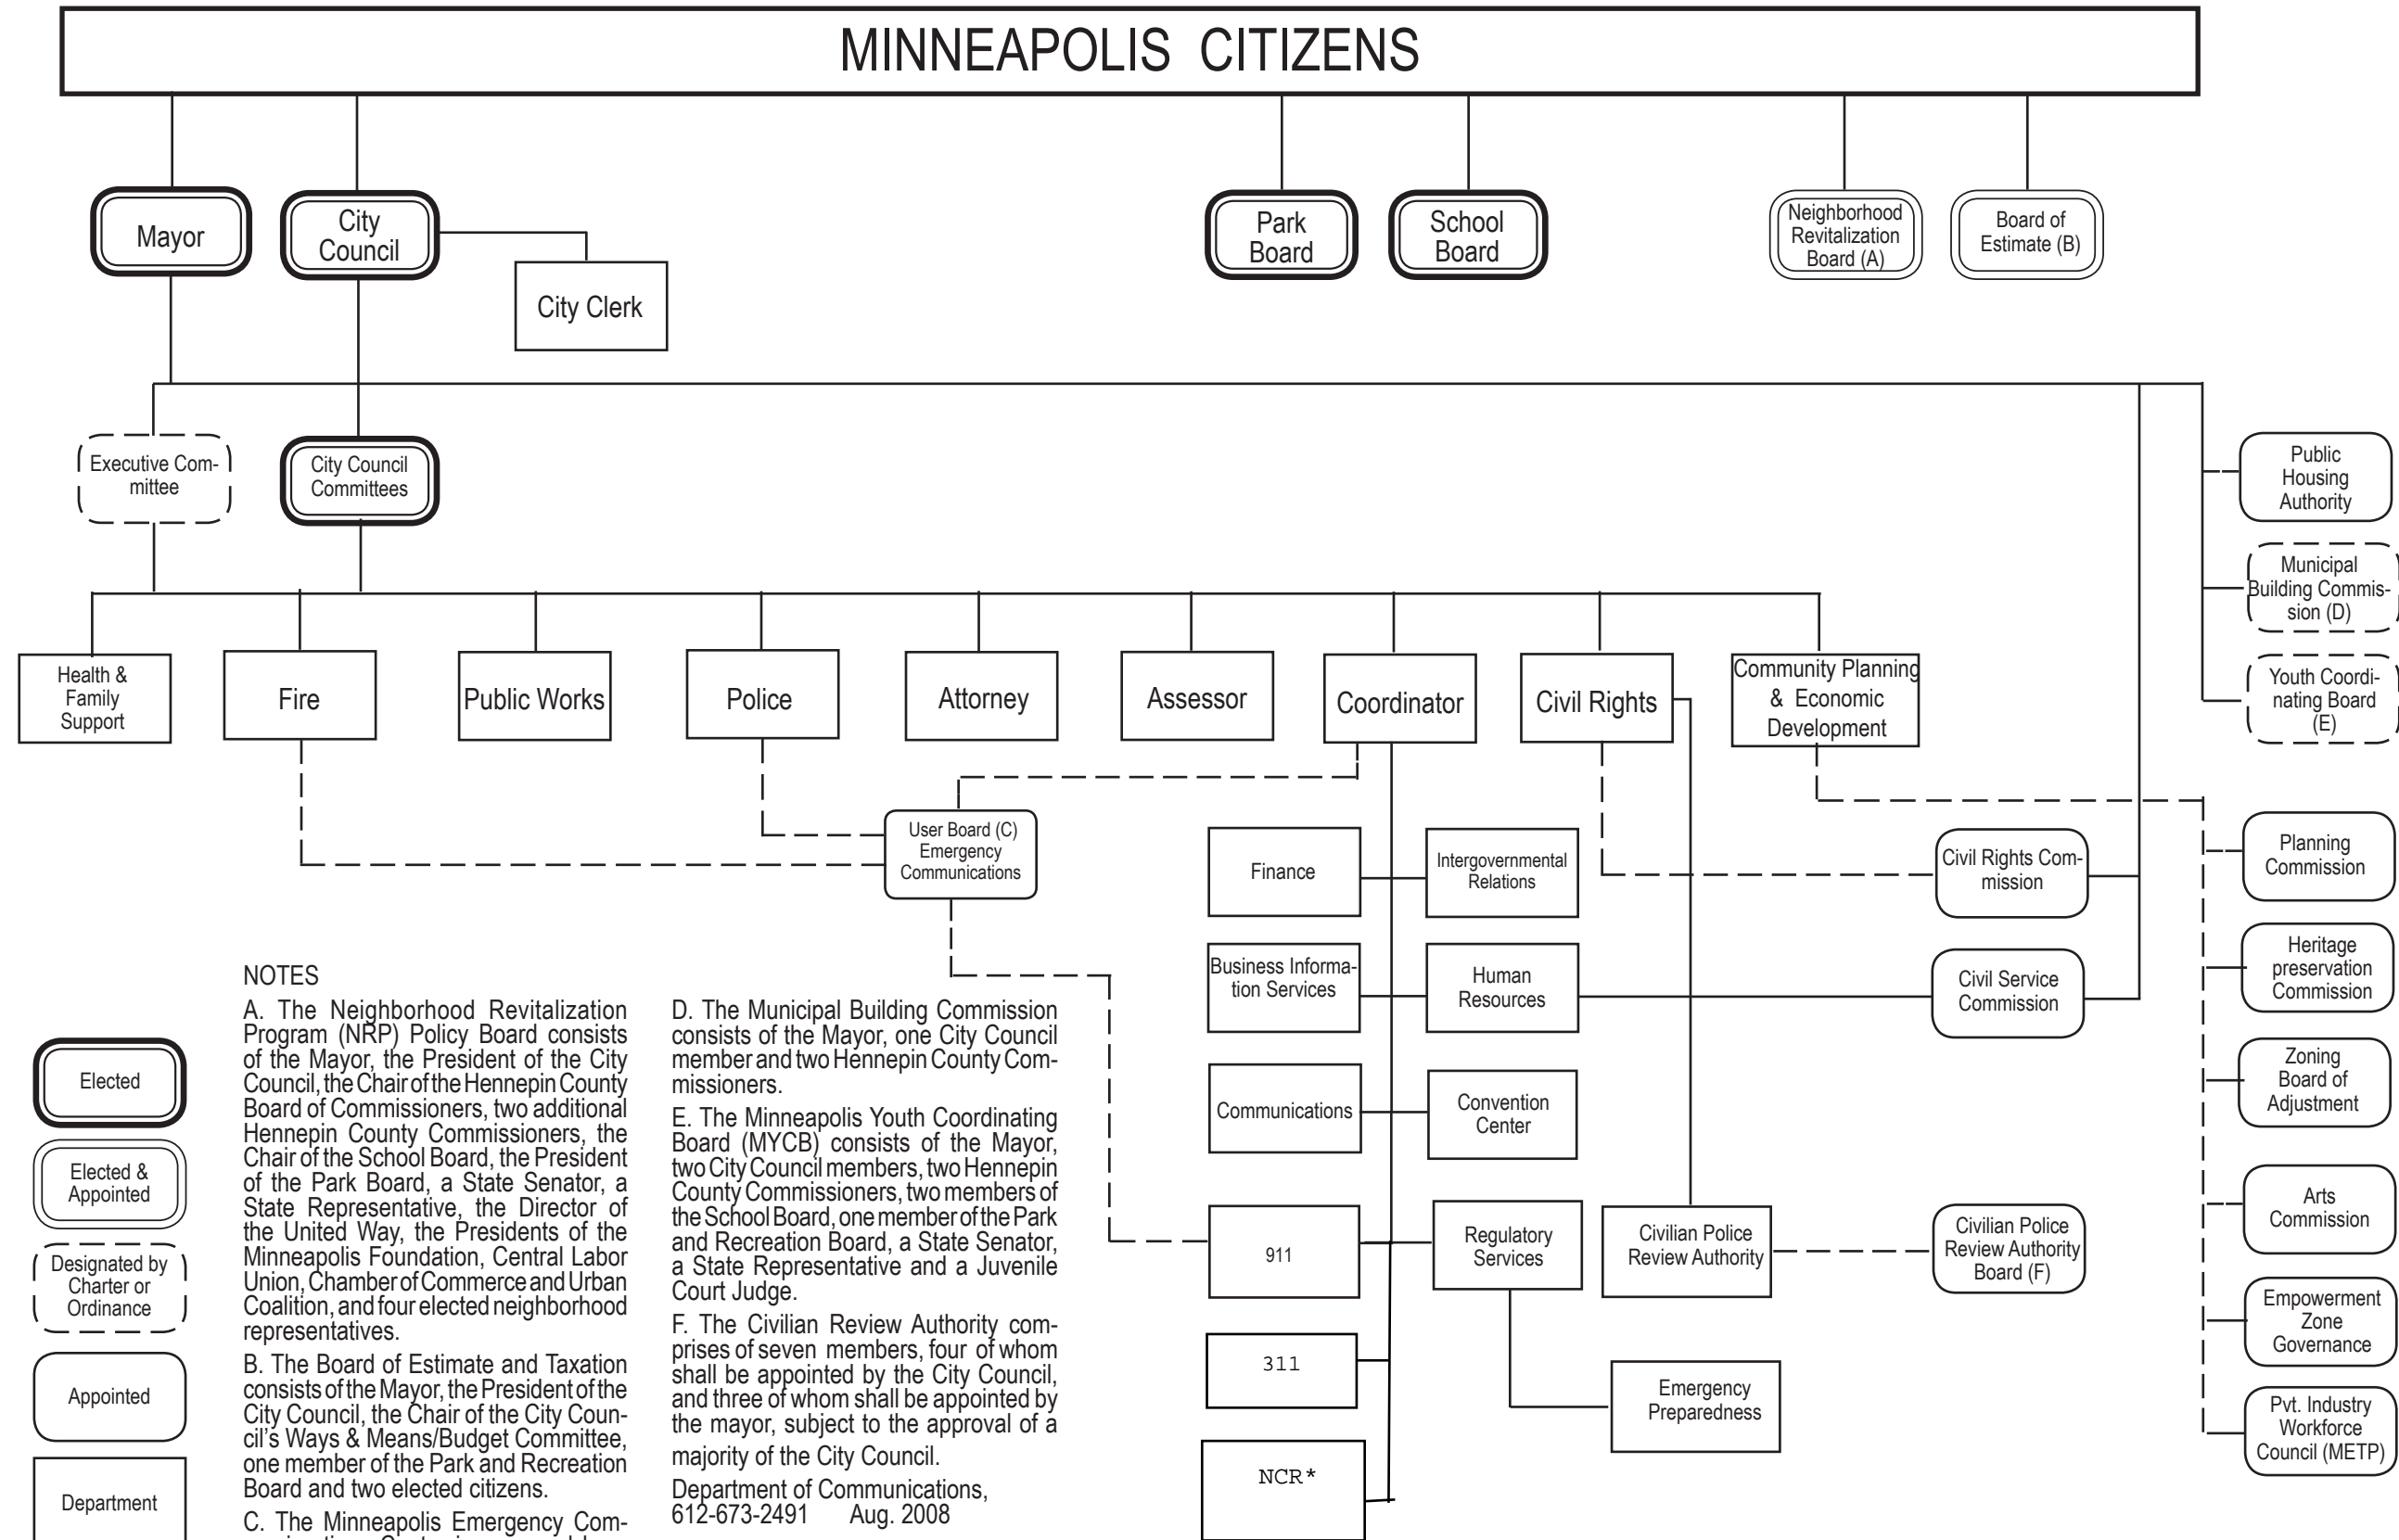 MINNEAPOLIS CITIZENS
Mayor
City
Council
City Clerk
Park
Board
School
Board
Neighborhood
Revitalization
Board (A)
Board of
Estimate (B)
Executive Com-
mittee
City Council
Committees
Public
Housing
Authority
Municipal
Building Commis-
sion (D)
Youth Coordi-
nating Board
(E)
Health &
Family
Support
Fire
Public Works
Police
Attorney
Assessor
Coordinator
Civil Rights
Community Planning
& Economic
Development
User Board (C)
Emergency
Communications
Finance
Intergovernmental
Relations
Civil Rights Com-
mission
Planning
Commission
Business Informa-
tion Services
Human
Resources
Civil Service
Commission
Heritage
preservation
Commission
Communications
Convention
Center
Zoning
Board of
Adjustment
911
Regulatory
Services
Civilian Police
Review Authority
Civilian Police
Review Authority
Board (F)
Arts
Commission
311
Emergency
Preparedness
Empowerment
Zone
Governance
NCR*
Pvt. Industry
Workforce
Council (METP)
Elected
Elected &
Appointed
Designated by
Charter or
Ordinance
Appointed
Department
NOTES
A. The Neighborhood Revitalization
Program (NRP) Policy Board consists
of the Mayor, the President of the City
Council, the Chair of the Hennepin County
Board of Commissioners, two additional
Hennepin County Commissioners, the
Chair of the School Board, the President
of the Park Board, a State Senator, a
State Representative, the Director of
the United Way, the Presidents of the
Minneapolis Foundation, Central Labor
Union, Chamber of Commerce and Urban
Coalition, and four elected neighborhood
representatives.
B. The Board of Estimate and Taxation
consists of the Mayor, the President of the
City Council, the Chair of the City Coun-
cil's Ways & Means/Budget Committee,
one member of the Park and Recreation
Board and two elected citizens.
C. The Minneapolis Emergency Com-
D. The Municipal Building Commission
consists of the Mayor, one City Council
member and two Hennepin County Com-
missioners.
E. The Minneapolis Youth Coordinating
Board (MYCB) consists of the Mayor,
two City Council members, two Hennepin
County Commissioners, two members of
the School Board, one member of the Park
and Recreation Board, a State Senator,
a State Representative and a Juvenile
Court Judge.
F. The Civilian Review Authority com-
prises of seven members, four of whom
shall be appointed by the City Council,
and three of whom shall be appointed by
the mayor, subject to the approval of a
majority of the City Council.
Department of Communications,
612-673-2491 Aug. 2008